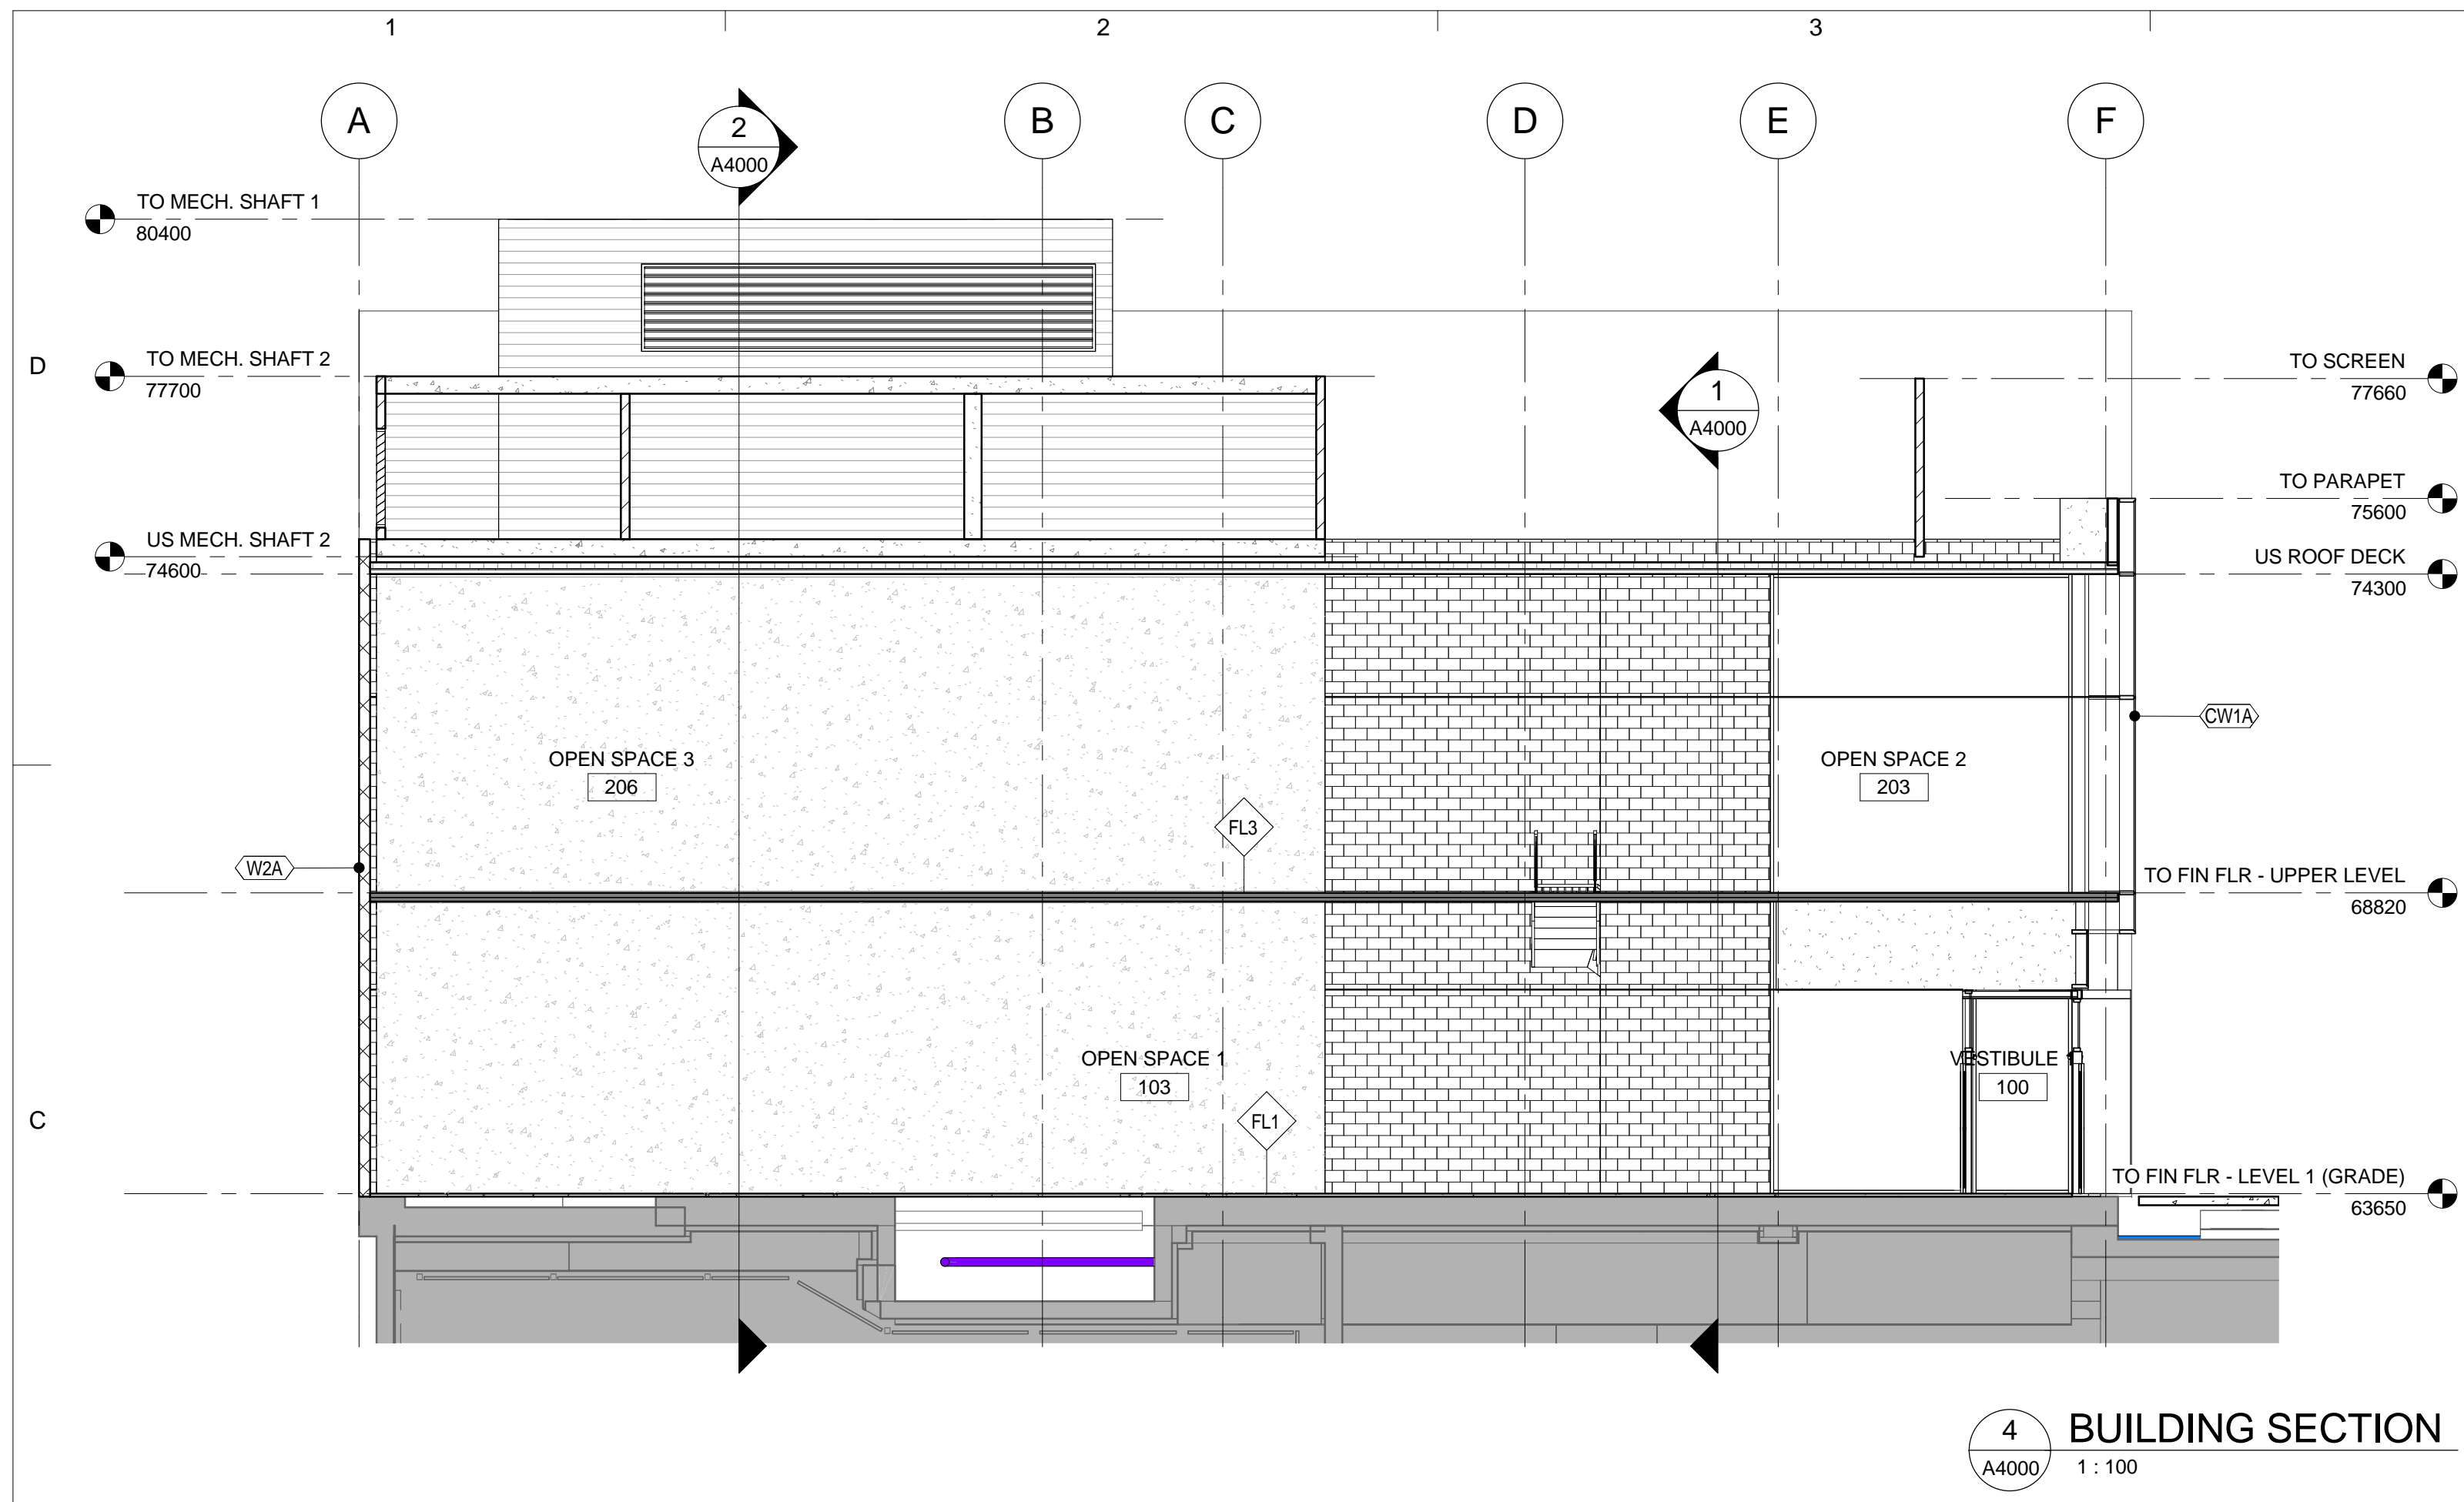 1
2
3
A
B
C
D
E
F
2
A4000
TO MECH. SHAFT 1
80400
D
TO MECH. SHAFT 2
77700
TO SCREEN
77660
1
A4000
TO PARAPET
75600
US MECH. SHAFT 2
74600
US ROOF DECK
74300
CW1A
OPEN SPACE 3
206
OPEN SPACE 2
203
FL3
W2A
TO FIN FLR - UPPER LEVEL
68820
OPEN SPACE 1
103
VESTIBULE 1
100
C
FL1
TO FIN FLR - LEVEL 1 (GRADE)
63650
4
A4000
BUILDING SECTION
1 : 100